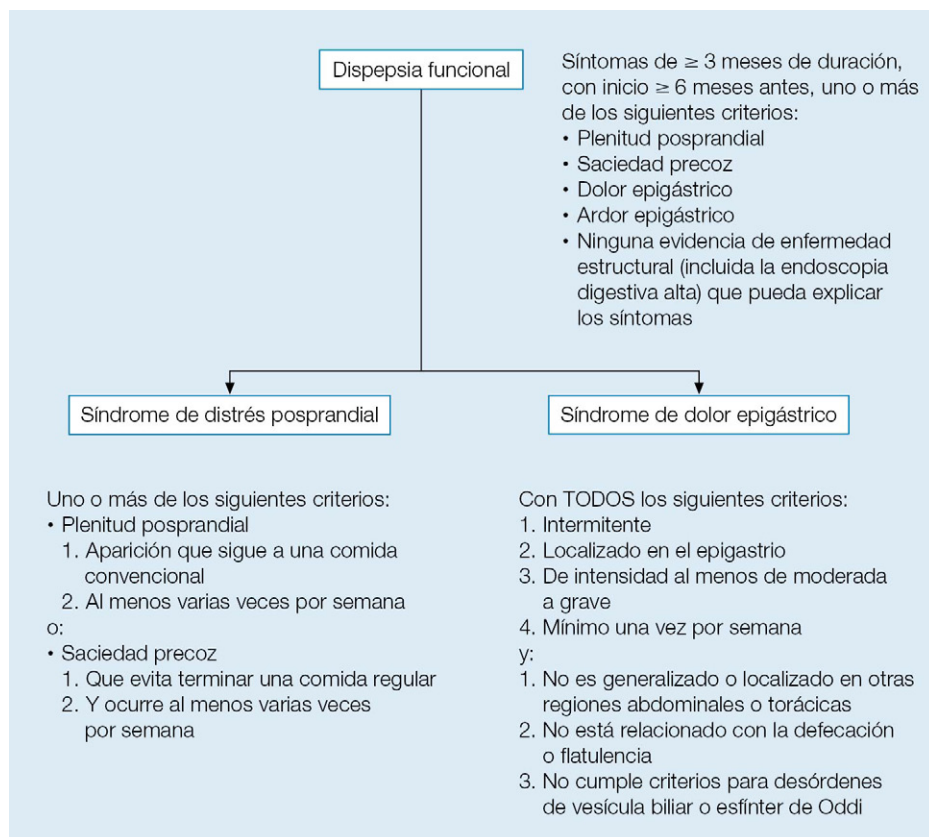 Dispepsia funcional
Síntomas de ≥ 3 meses de duración,
con inicio ≥ 6 meses antes, uno o más
de los siguientes criterios:
• Plenitud posprandial
• Saciedad precoz
• Dolor epigástrico
• Ardor epigástrico
• Ninguna evidencia de enfermedad
estructural (incluida la endoscopia
digestiva alta) que pueda explicar
los síntomas
Síndrome de distrés posprandial
Uno o más de los siguientes criterios:
• Plenitud posprandial
1. Aparición que sigue a una comida
convencional
2. Al menos varias veces por semana
o:
• Saciedad precoz
1. Que evita terminar una comida regular
2. Y ocurre al menos varias veces
por semana
Síndrome de dolor epigástrico
Con TODOS los siguientes criterios:
1. Intermitente
2. Localizado en el epigastrio
3. De intensidad al menos de moderada
a grave
4. Mínimo una vez por semana
y:
1. No es generalizado o localizado en otras
regiones abdominales o torácicas
2. No está relacionado con la defecación
o flatulencia
3. No cumple criterios para desórdenes
de vesícula biliar o esfínter de Oddi